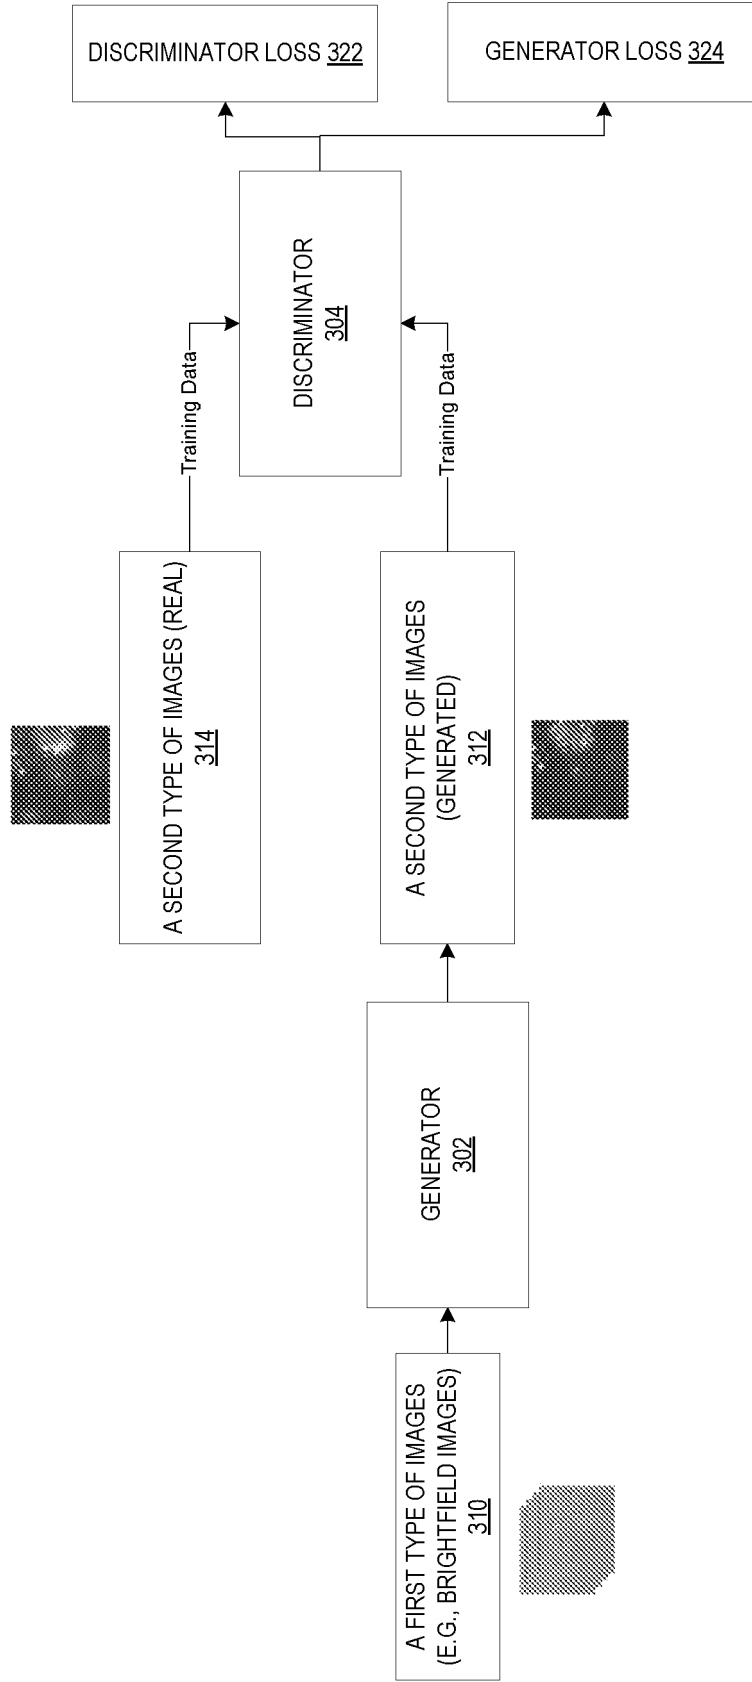 A FIRST TYPE OF IMAGES
(E.G., BRIGHTFIELD IMAGES)
310
GENERATOR
302
A SECOND TYPE OF IMAGES (REAL)
314
A SECOND TYPE OF IMAGES
(GENERATED)
312
Training Data
Training Data
DISCRIMINATOR
304
DISCRIMINATOR LOSS 322
GENERATOR LOSS 324